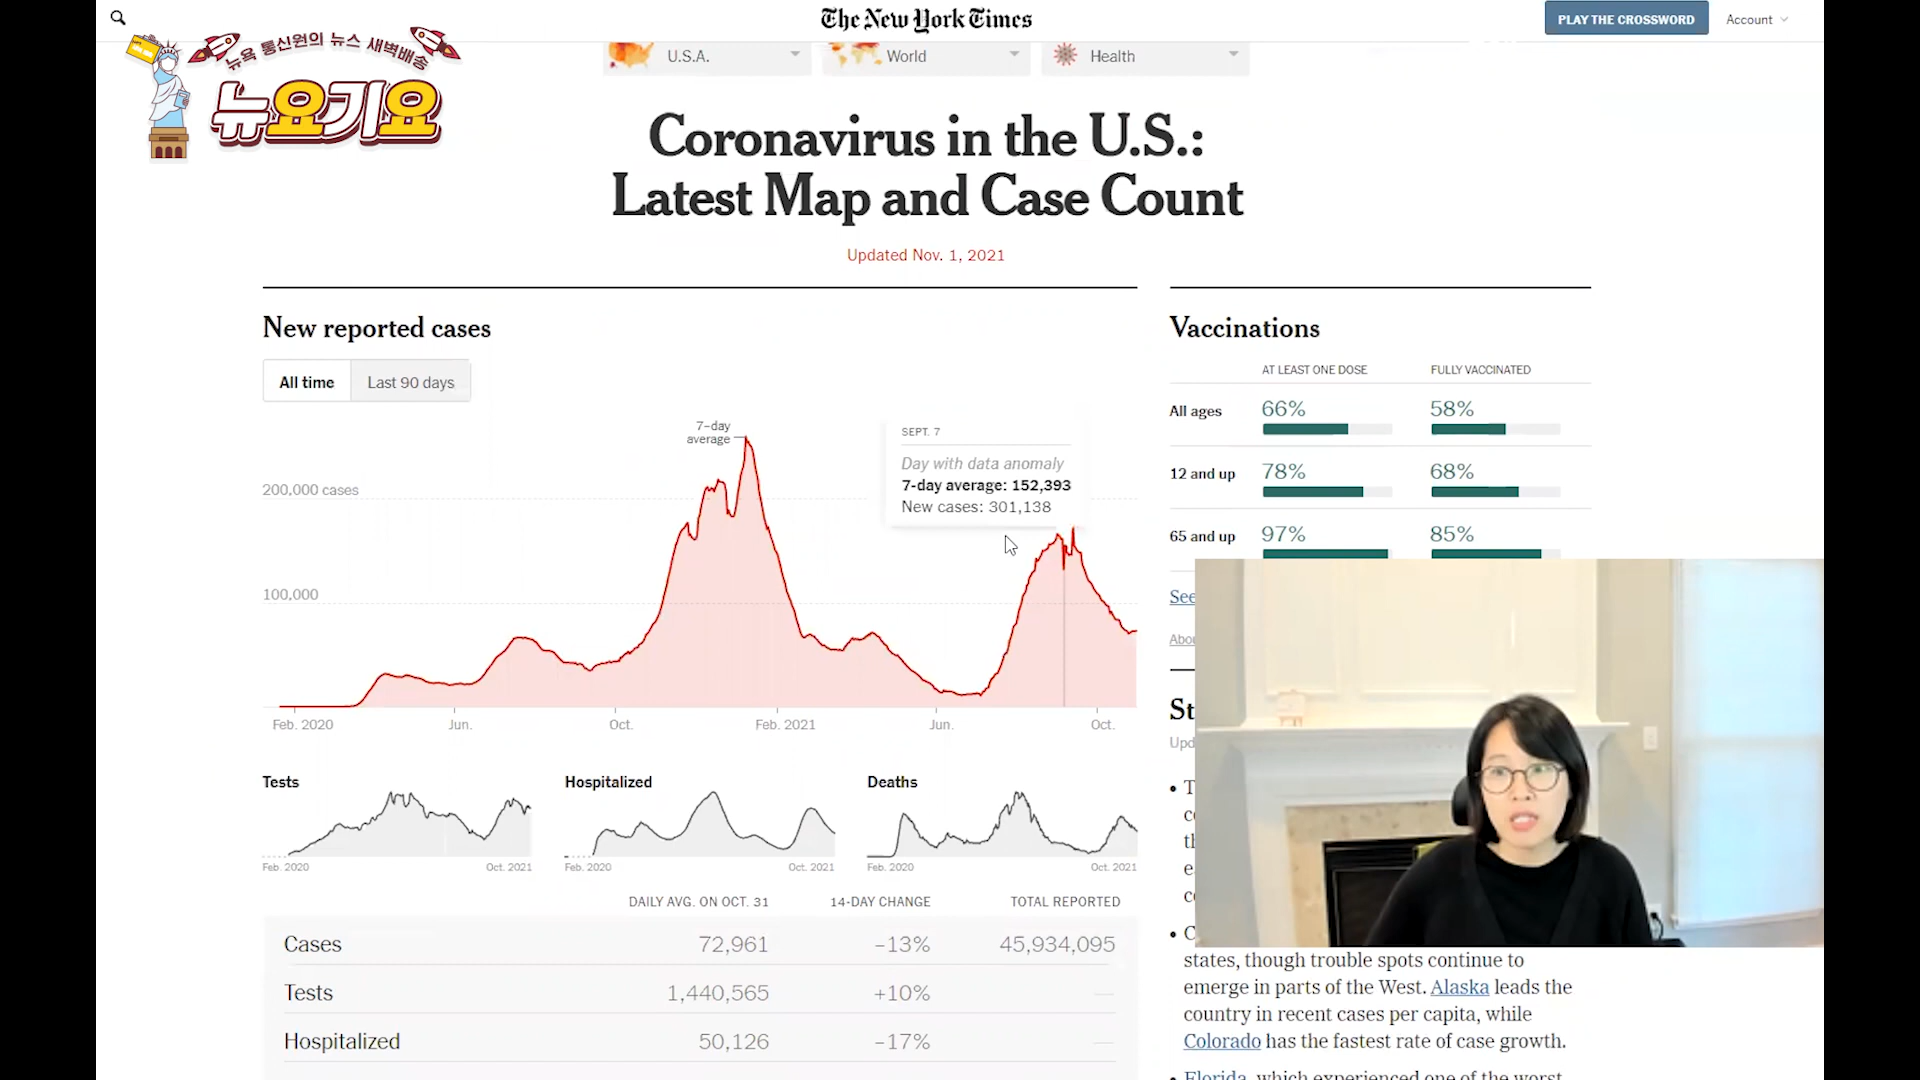 The New York Times
PLAY THE CROSSWORD
Account
뉴욕 통신원의 뉴스 새벽배송
뉴요기요
U.S.A.
World
Health
Coronavirus in the U.S.:
Latest Map and Case Count
Updated Nov. 1, 2021
New reported cases
All time
Last 90 days
7–day
average
200,000 cases
100,000
SEPT. 7
Day with data anomaly
7-day average: 152,393
New cases: 301,138
Feb. 2020
Jun.
Oct.
Feb. 2021
Jun.
Oct.
Tests
Feb. 2020
Oct. 2021
Hospitalized
Feb. 2020
Oct. 2021
Deaths
Feb. 2020
Oct. 2021
DAILY AVG. ON OCT. 31
14-DAY CHANGE
TOTAL REPORTED
Cases
72,961
–13%
45,934,095
Tests
1,440,565
+10%
—
Hospitalized
50,126
–17%
—
Vaccinations
AT LEAST ONE DOSE
FULLY VACCINATED
All ages
66%
58%
12 and up
78%
68%
65 and up
97%
85%
See
states, though trouble spots continue to
emerge in parts of the West. Alaska leads the
country in recent cases per capita, while
Colorado has the fastest rate of case growth.
Florida, which experienced one of the worst